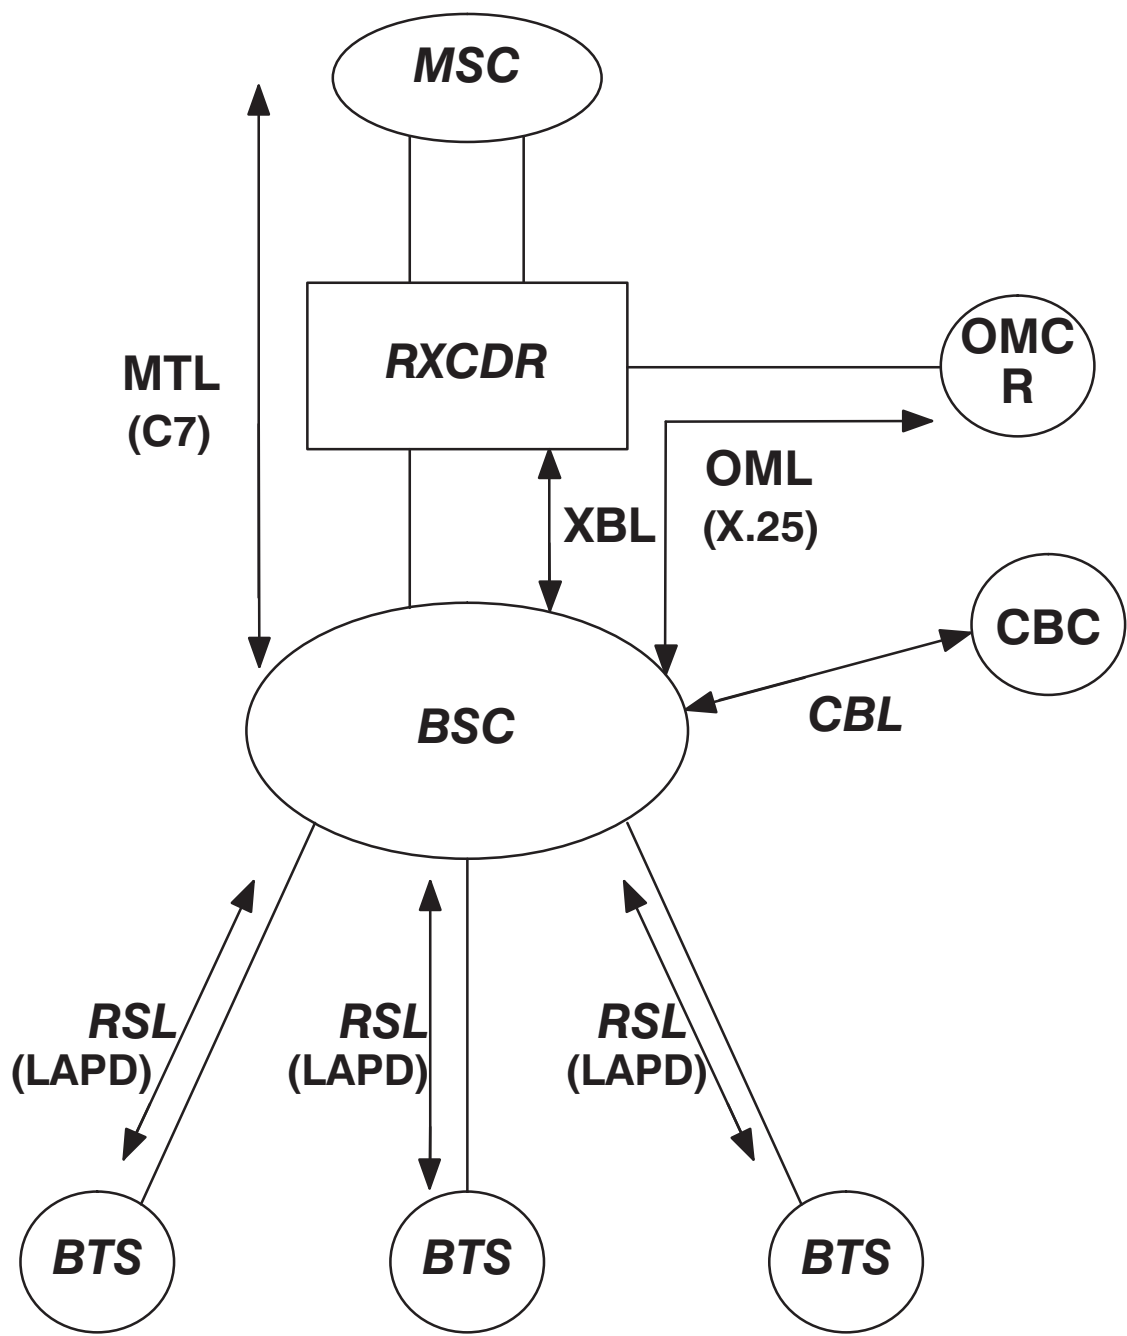 MSC
RXCDR
OMC
R
MTL
(C7)
OML
(X.25)
XBL
CBC
CBL
BSC
RSL
(LAPD)
RSL
(LAPD)
RSL
(LAPD)
BTS
BTS
BTS